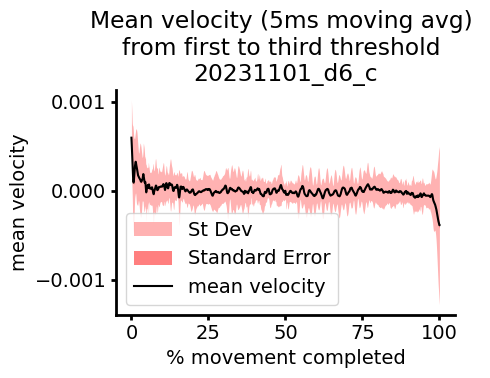 Mean velocity (5ms moving avg)
from first to third threshold
20231101_d6_c
0.001
0.000
−0.001
mean velocity
St Dev
Standard Error
mean velocity
0
25
50
75
100
% movement completed